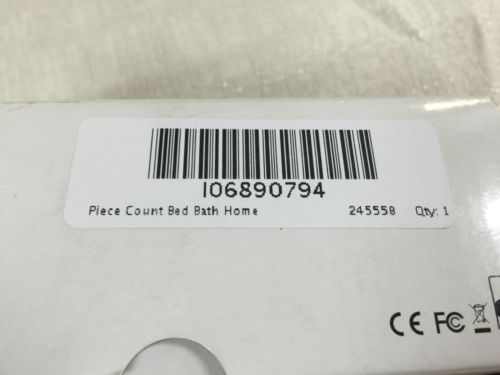 I06890794
Piece Count Bed Bath Home 245558 Qty: 1
CE FC